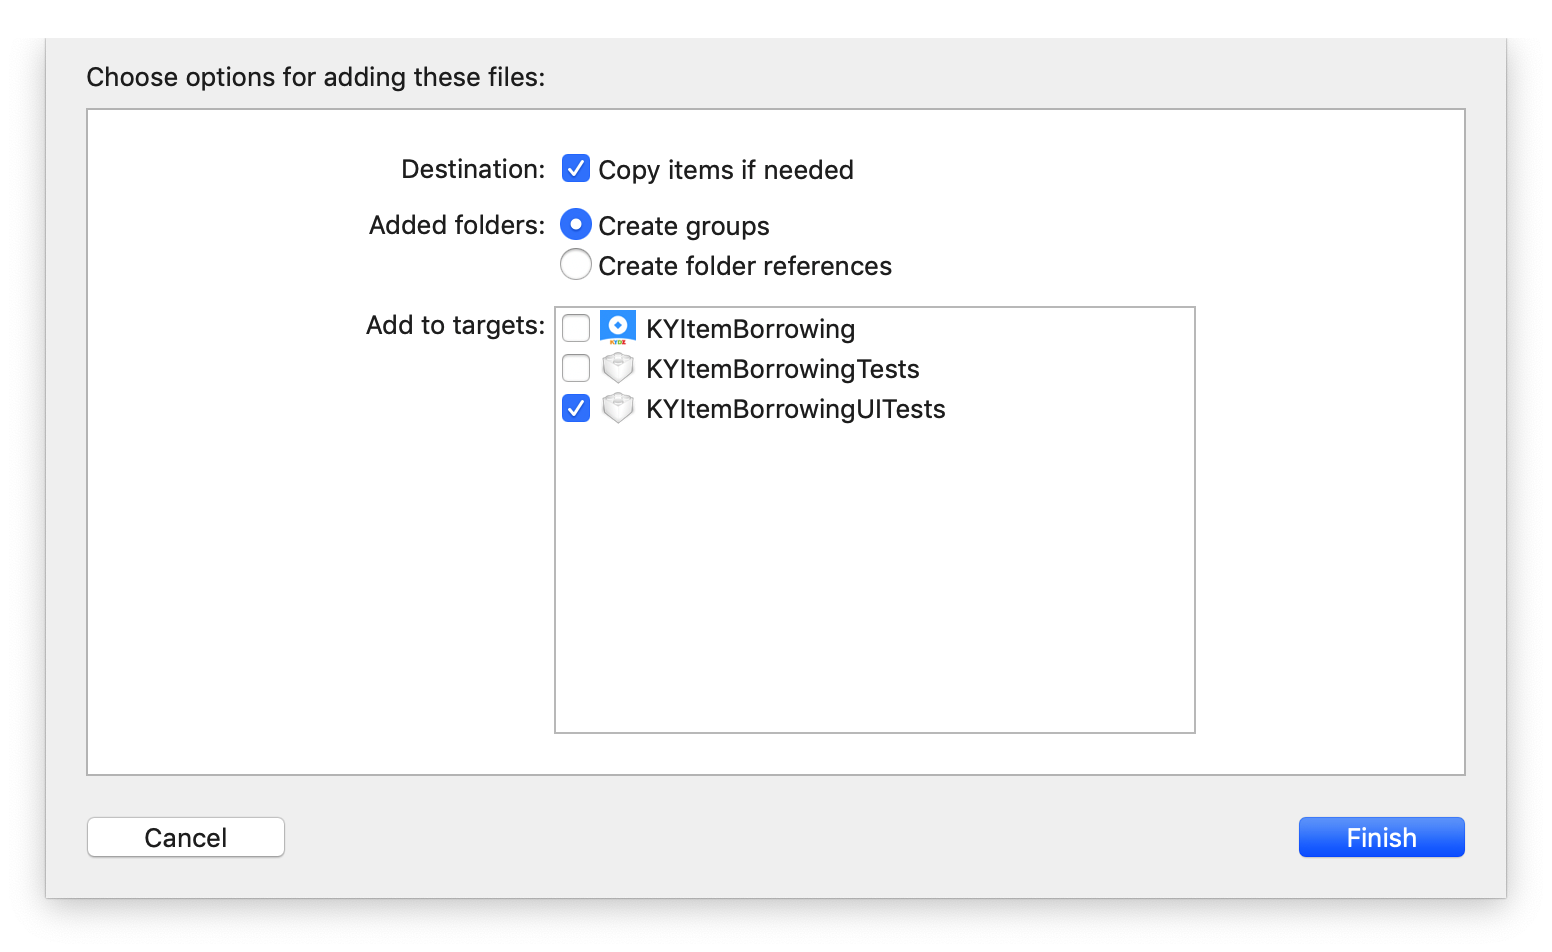 Choose options for adding these files:
Destination: Copy items if needed
Added folders: Create groups
Create folder references
Add to targets: KYItemBorrowing
KYItemBorrowingTests
KYItemBorrowingUITests
Cancel Finish